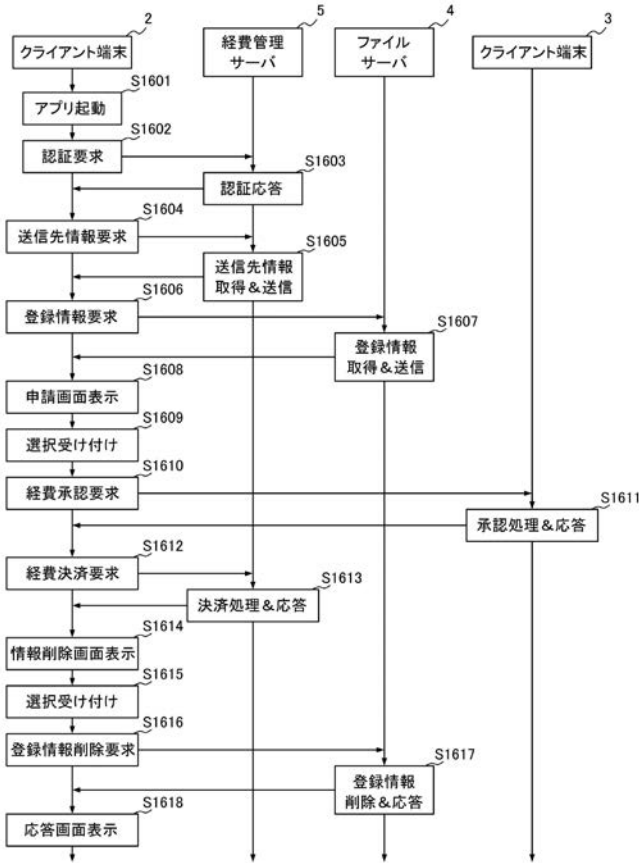 2
5
4
3
クライアント端末
経費管理
サーバ
ファイル
サーバ
クライアント端末
S1601
アプリ起動
S1602
認証要求
S1603
認証応答
S1604
送信先情報要求
S1605
送信先情報
取得&送信
S1606
登録情報要求
S1607
登録情報
取得&送信
S1608
申請画面表示
S1609
選択受け付け
S1610
経費承認要求
S1611
承認処理&応答
S1612
経費決済要求
S1613
決済処理&応答
S1614
情報削除画面表示
S1615
選択受け付け
S1616
登録情報削除要求
S1617
登録情報
削除&応答
S1618
応答画面表示